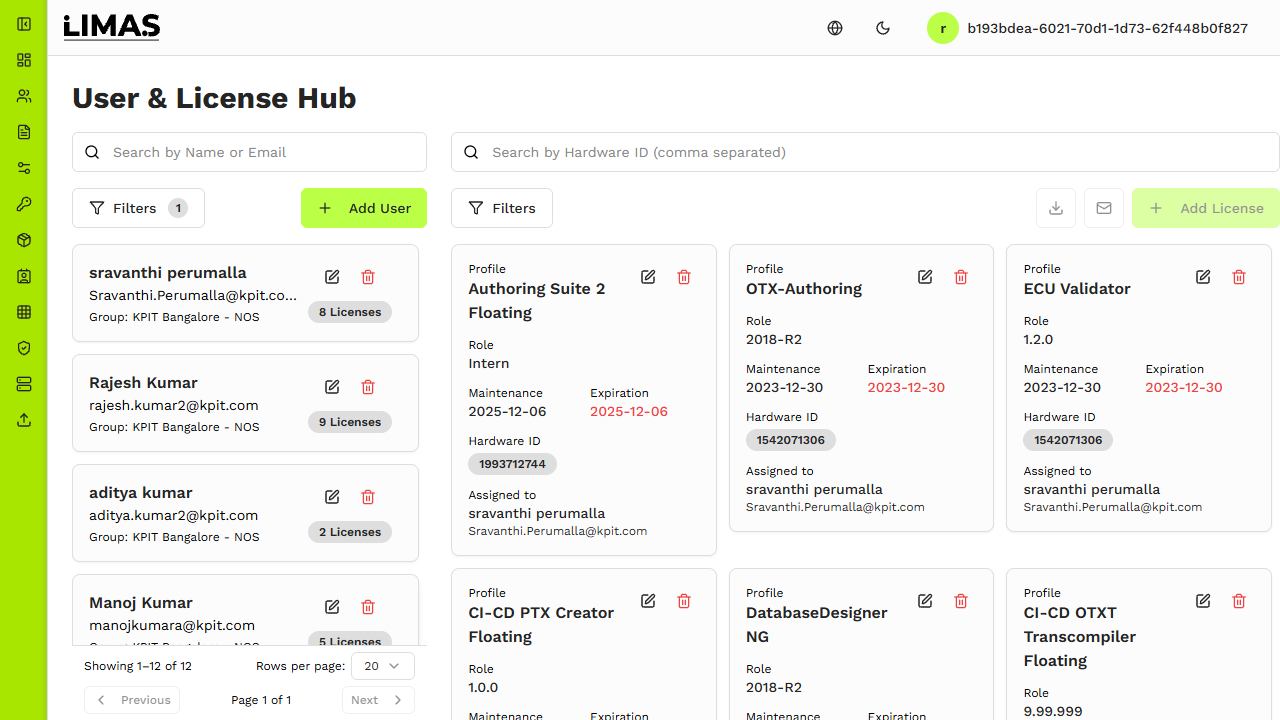 LIMAS
r
b193bdea-6021-70d1-1d73-62f448b0f827
User & License Hub
Search by Name or Email
Filters
1
Add User
sravanthi perumalla
Sravanthi.Perumalla@kpit.co...
Group: KPIT Bangalore - NOS
8 Licenses
Rajesh Kumar
rajesh.kumar2@kpit.com
Group: KPIT Bangalore - NOS
9 Licenses
aditya kumar
aditya.kumar2@kpit.com
Group: KPIT Bangalore - NOS
2 Licenses
Manoj Kumar
manojkumara@kpit.com
Group: KPIT Bangalore - NOS
5 Licenses
Showing 1–12 of 12
Rows per page:
20
Previous
Page 1 of 1
Next
Search by Hardware ID (comma separated)
Filters
Add License
Profile
Authoring Suite 2
Floating
Role
Intern
Maintenance
2025-12-06
Expiration
2025-12-06
Hardware ID
1993712744
Assigned to
sravanthi perumalla
Sravanthi.Perumalla@kpit.com
Profile
OTX-Authoring
Role
2018-R2
Maintenance
2023-12-30
Expiration
2023-12-30
Hardware ID
1542071306
Assigned to
sravanthi perumalla
Sravanthi.Perumalla@kpit.com
Profile
ECU Validator
Role
1.2.0
Maintenance
2023-12-30
Expiration
2023-12-30
Hardware ID
1542071306
Assigned to
sravanthi perumalla
Sravanthi.Perumalla@kpit.com
Profile
CI-CD PTX Creator
Floating
Role
1.0.0
Maintenance
Expiration
Profile
DatabaseDesigner
NG
Role
2018-R2
Maintenance
Expiration
Profile
CI-CD OTXT
Transcompiler
Floating
Role
9.99.999